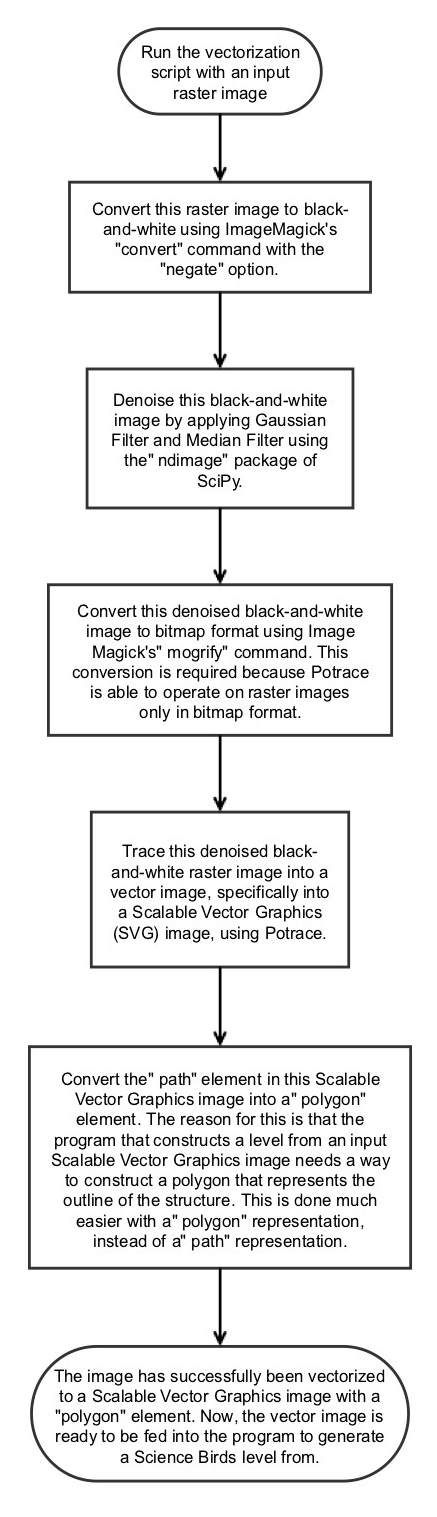 Run the vectorization
script with an input
raster image
Convert this raster image to black-
and-white using ImageMagick's
"convert" command with the
"negate" option.
Denoise this black-and-white
image by applying Gaussian
Filter and Median Filter using
the" ndimage" package of
SciPy.
Convert this denoised black-and-white
image to bitmap format using Image
Magick's" mogrify" command. This
conversion is required because Potrace
is able to operate on raster images
only in bitmap format.
Trace this denoised black-
and-white raster image into a
vector image, specifically into
a Scalable Vector Graphics
(SVG) image, using Potrace.
Convert the" path" element in this Scalable
Vector Graphics image into a" polygon"
element. The reason for this is that the
program that constructs a level from an input
Scalable Vector Graphics image needs a way
to construct a polygon that represents the
outline of the structure. This is done much
easier with a" polygon" representation,
instead of a" path" representation.
The image has successfully been vectorized
to a Scalable Vector Graphics image with a
"polygon" element. Now, the vector image is
ready to be fed into the program to generate
a Science Birds level from.